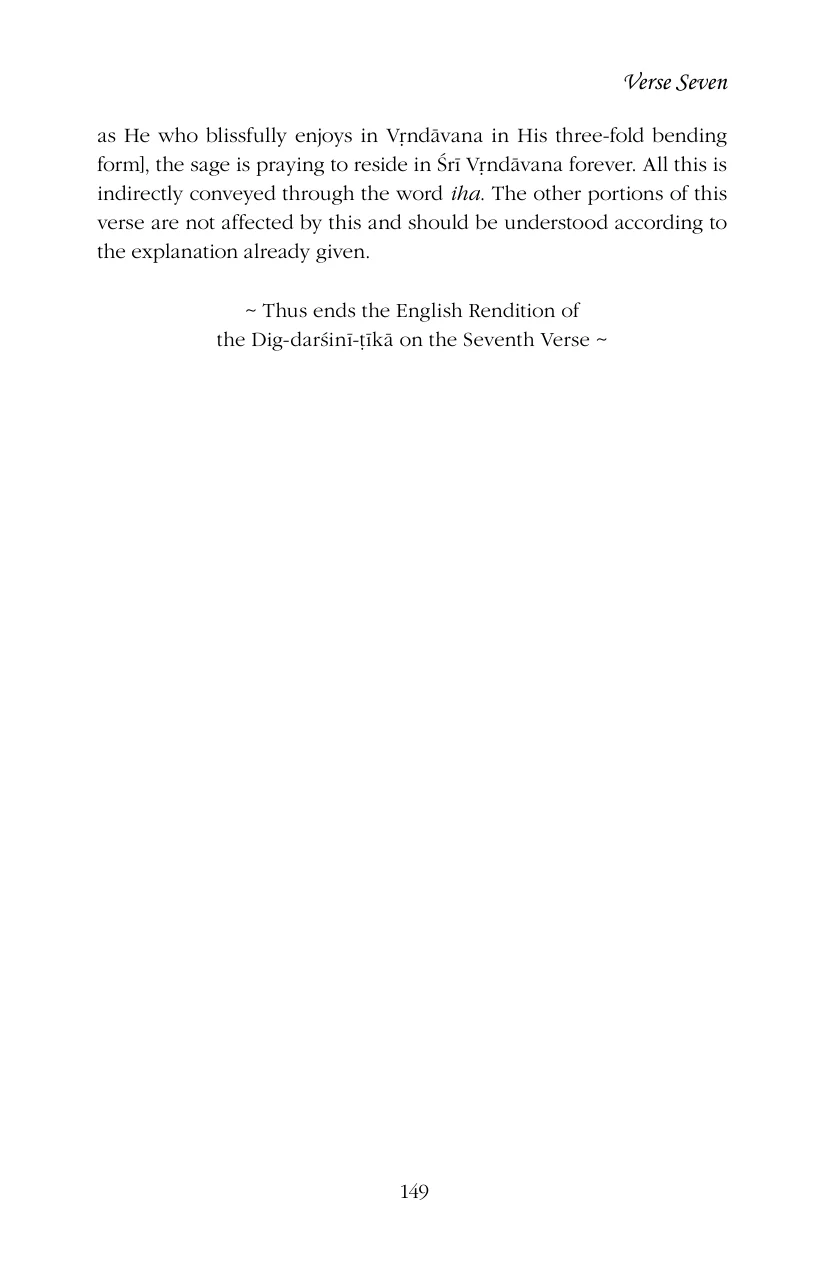 Verse Seven
as He who blissfully enjoys in Vṛndāvana in His three-fold bending
form], the sage is praying to reside in Śrī Vṛndāvana forever. All this is
indirectly conveyed through the word iha. The other portions of this
verse are not affected by this and should be understood according to
the explanation already given.
~ Thus ends the English Rendition of
the Dig-darśinī-ṭīkā on the Seventh Verse ~
149